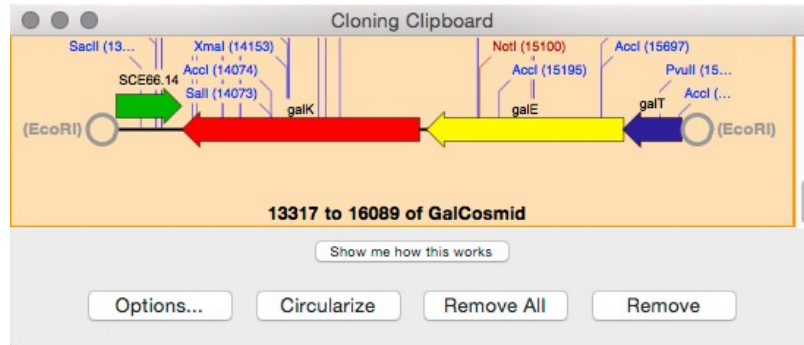 Cloning Clipboard
SacII (13... XmaI (14153) NotI (15100) AccI (15697)
SCE66.14 AccI (14074) AccI (15195) PvuII (15...
SalI (14073) galK galE galT AccI (...
(EcoRI) (EcoRI)
13317 to 16089 of GalCosmid
Show me how this works
Options... Circularize Remove All Remove